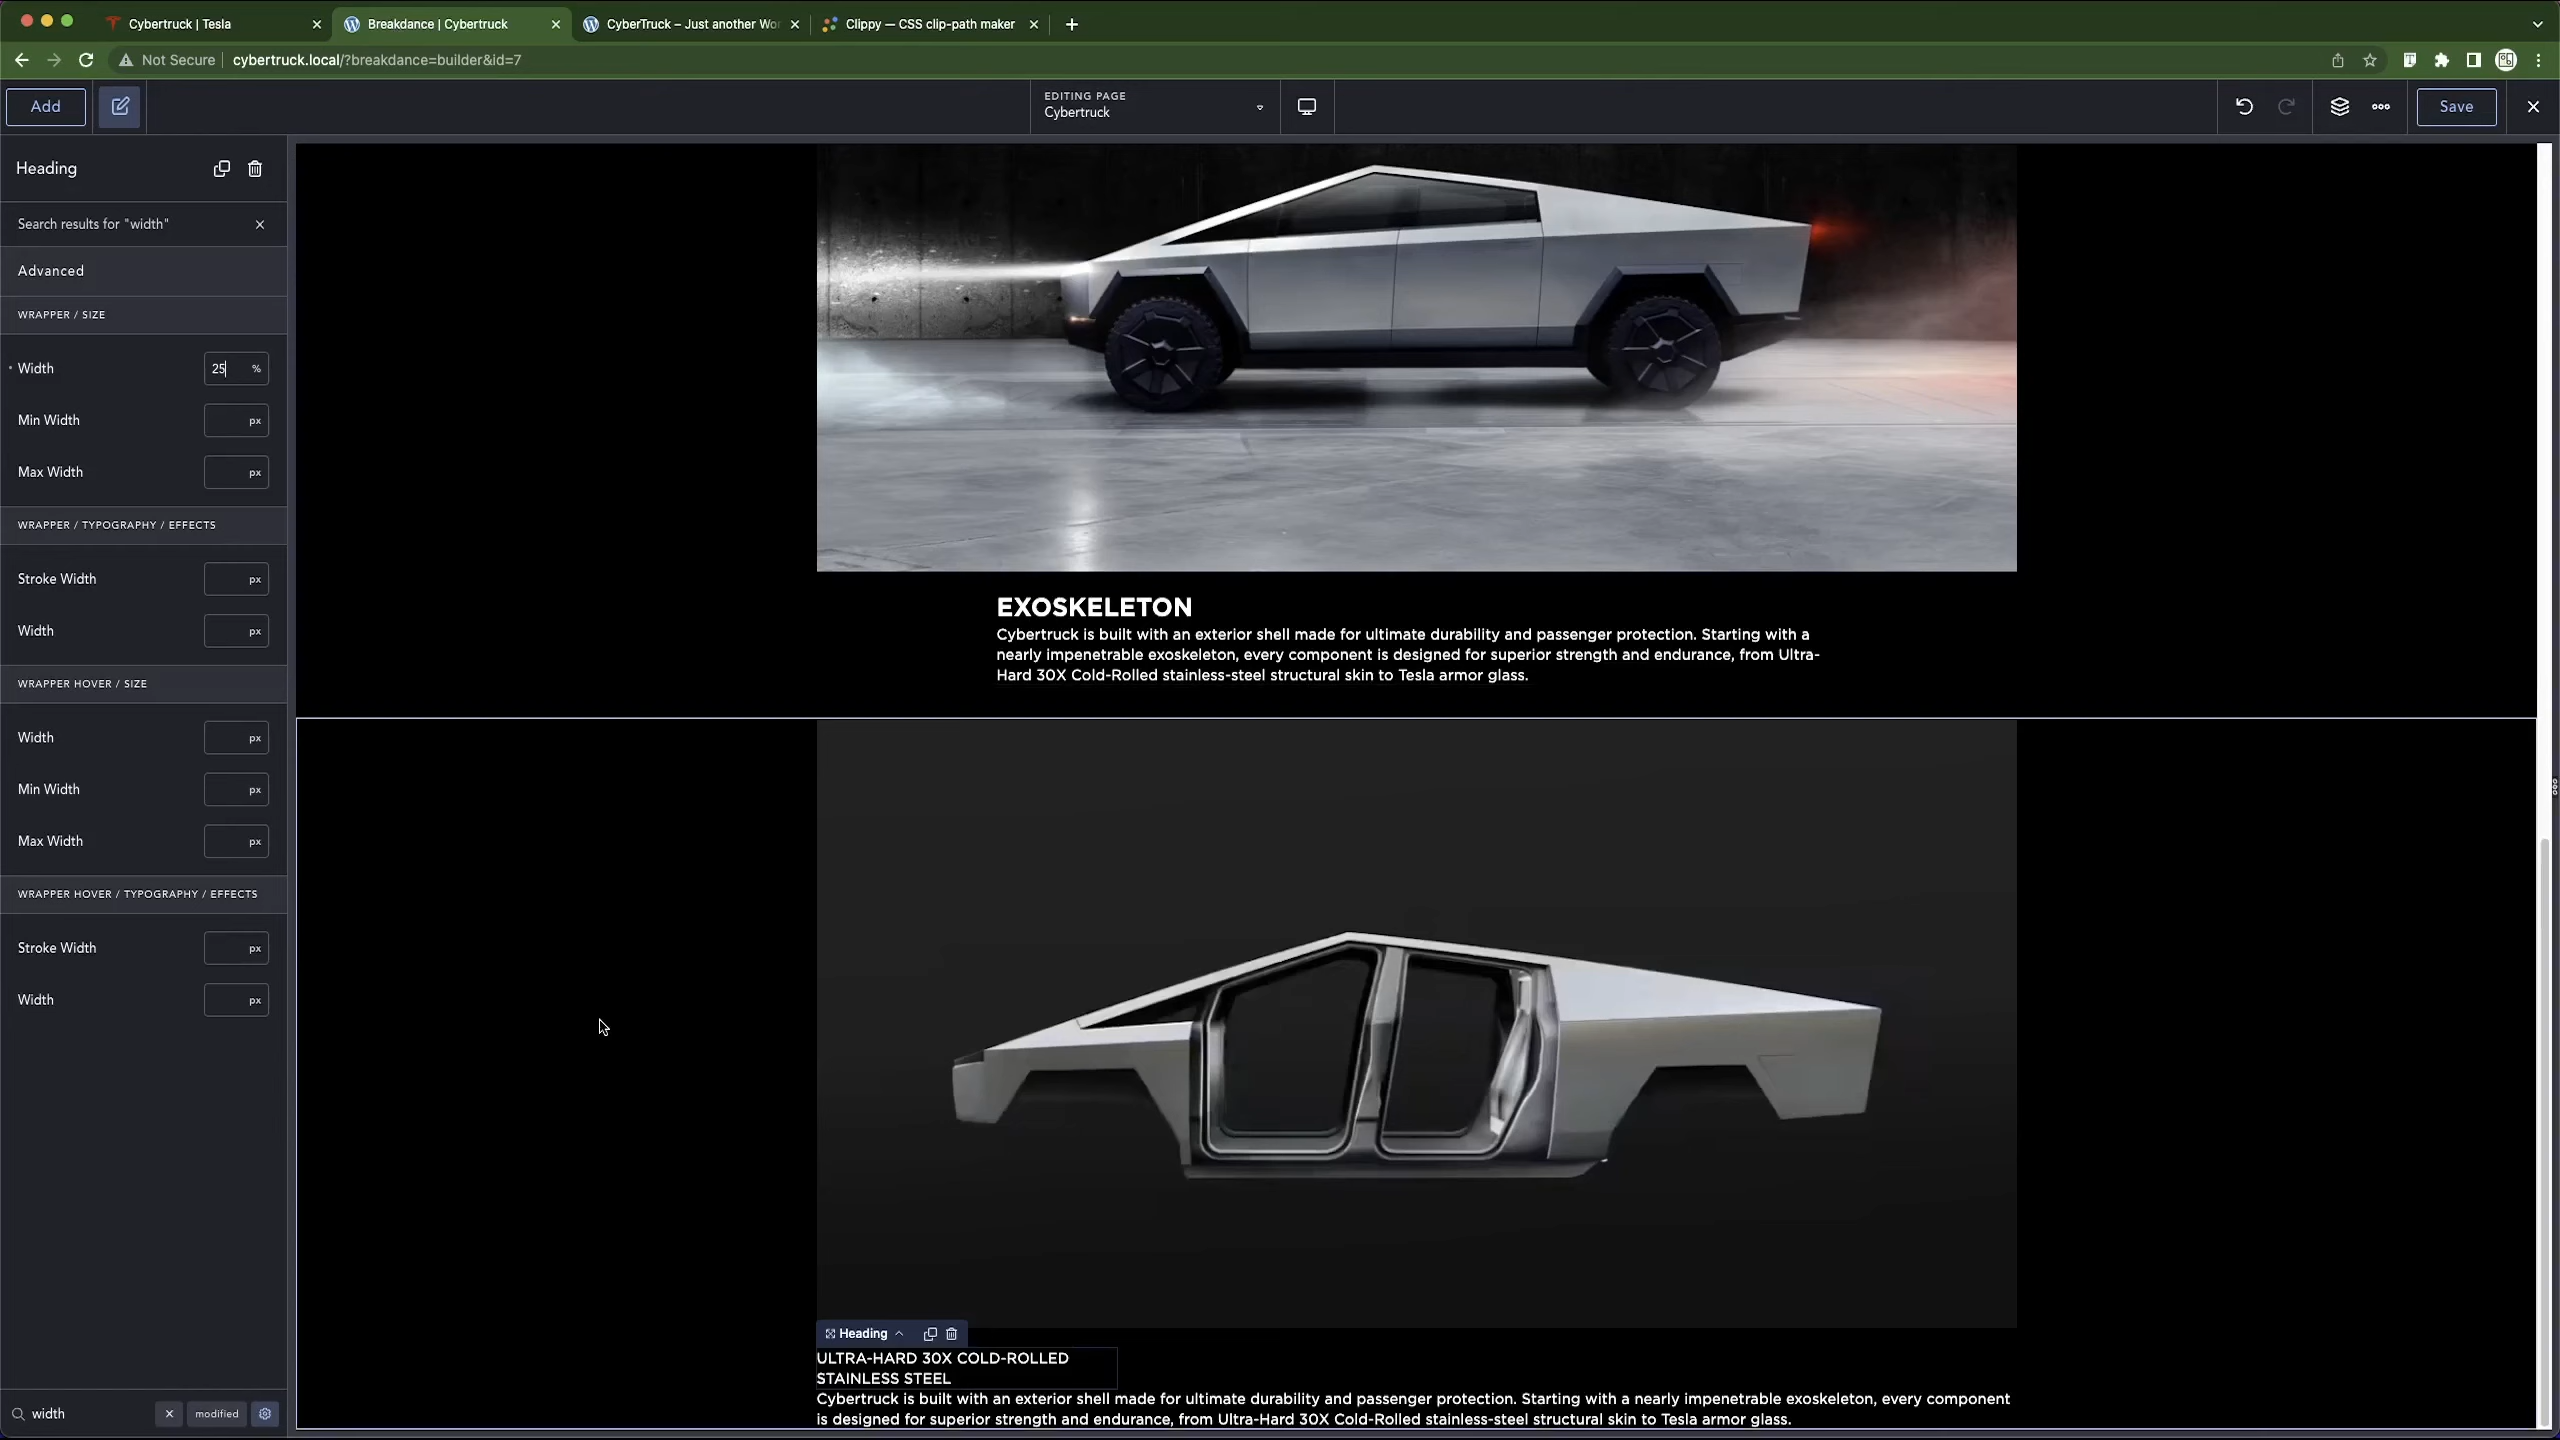 Cybertruck | Tesla
Breakdance | Cybertruck
CyberTruck – Just another Wor
Clippy — CSS clip-path maker
Not Secure
cybertruck.local/?breakdance=builder&id=7
Add
EDITING PAGE
Cybertruck
Save
Heading
Search results for "width"
Advanced
WRAPPER / SIZE
Width
25
%
Min Width
px
Max Width
px
WRAPPER / TYPOGRAPHY / EFFECTS
Stroke Width
px
Width
px
WRAPPER HOVER / SIZE
Width
px
Min Width
px
Max Width
px
WRAPPER HOVER / TYPOGRAPHY / EFFECTS
Stroke Width
px
Width
px
width
modified
EXOSKELETON
Cybertruck is built with an exterior shell made for ultimate durability and passenger protection. Starting with a
nearly impenetrable exoskeleton, every component is designed for superior strength and endurance, from Ultra-
Hard 30X Cold-Rolled stainless-steel structural skin to Tesla armor glass.
Heading
ULTRA-HARD 30X COLD-ROLLED
STAINLESS STEEL
Cybertruck is built with an exterior shell made for ultimate durability and passenger protection. Starting with a nearly impenetrable exoskeleton, every component
is designed for superior strength and endurance, from Ultra-Hard 30X Cold-Rolled stainless-steel structural skin to Tesla armor glass.